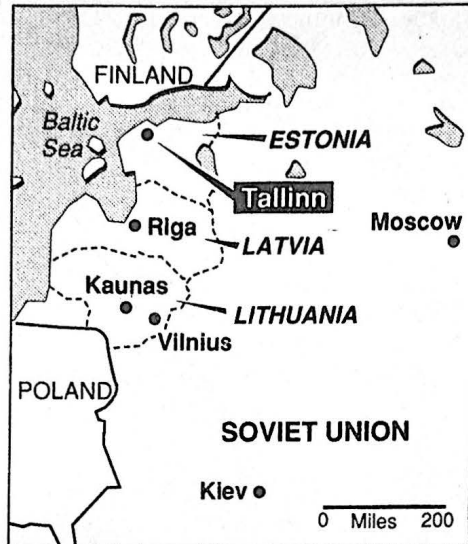 FINLAND
Baltic
Sea
ESTONIA
Tallinn
Riga
Moscow
LATVIA
Kaunas
LITHUANIA
Vilnius
POLAND
SOVIET UNION
Kiev
0 Miles 200